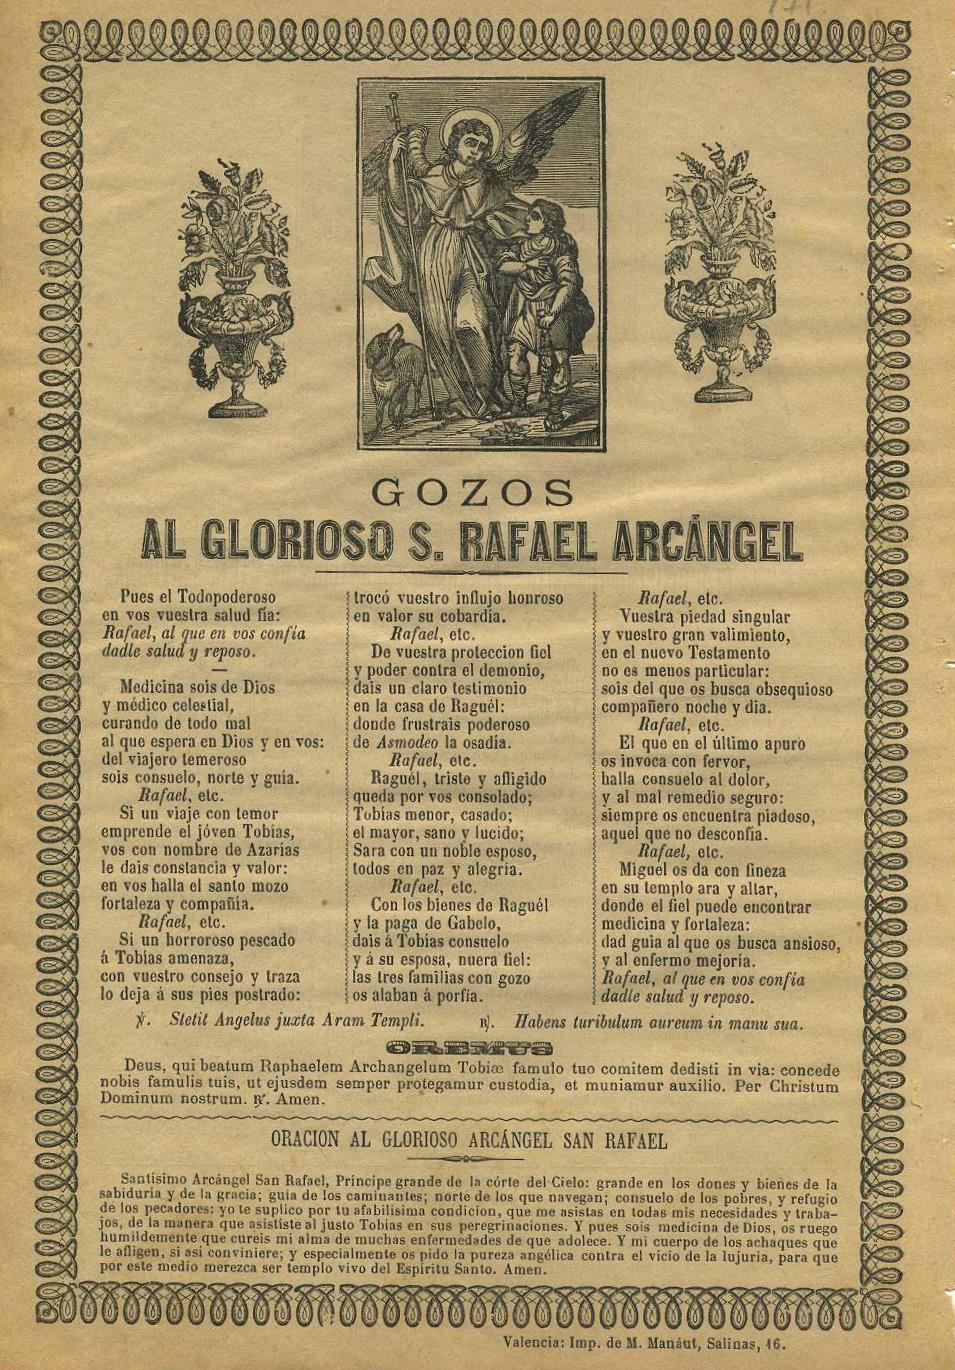 171
GOZOS
AL GLORIOSO S. RAFAEL ARCÁNGEL
Pues el Todopoderoso
en vos vuestra salud fia:
Rafael, al que en vos confía
dadle salud y reposo.
Medicina sois de Dios
y médico celestial,
curando de todo mal
al que espera en Dios y en vos:
del viajero temeroso
sois consuelo, norte y guía.
Rafael, etc.
Si un viaje con temor
emprende el jóven Tobías,
vos con nombre de Azarías
le dais constancia y valor:
en vos halla el santo mozo
fortaleza y compañía.
Rafael, etc.
Si un horroroso pescado
á Tobías amenaza,
con vuestro consejo y traza
lo deja á sus pies postrado:
trocó vuestro influjo honroso
en valor su cobardía.
Rafael, etc.
De vuestra proteccion fiel
y poder contra el demonio,
dais un claro testimonio
en la casa de Raguél:
donde frustrais poderoso
de Asmodeo la osadía.
Rafael, etc.
Raguél, triste y afligido
queda por vos consolado;
Tobías menor, casado;
el mayor, sano y lucido;
Sara con un noble esposo,
todos en paz y alegría.
Rafael, etc.
Con los bienes de Raguél
y la paga de Gabelo,
dais á Tobías consuelo
y á su esposa, nuera fiel:
las tres familias con gozo
os alaban á porfía.
Rafael, etc.
Vuestra piedad singular
y vuestro gran valimiento,
en el nuevo Testamento
no es menos particular:
sois del que os busca obsequioso
compañero noche y dia.
Rafael, etc.
El que en el último apuro
os invoca con fervor,
halla consuelo al dolor,
y al mal remedio seguro:
siempre os encuentra piadoso,
aquel que no desconfia.
Rafael, etc.
Miguel os da con fineza
en su templo ara y altar,
donde el fiel puede encontrar
medicina y fortaleza:
dad guia al que os busca ansioso,
y al enfermo mejoría.
Rafael, al que en vos confía
dadle salud y reposo.
℣. Stetit Angelus juxta Aram Templi. ℟. Habens turibulum aureum in manu sua.
OREMUS
Deus, qui beatum Raphaelem Archangelum Tobiæ famulo tuo comitem dedisti in via: concede
nobis famulis tuis, ut ejusdem semper protegamur custodia, et muniamur auxilio. Per Christum
Dominum nostrum. ℟. Amen.
ORACION AL GLORIOSO ARCÁNGEL SAN RAFAEL
Santísimo Arcángel San Rafael, Príncipe grande de la córte del Cielo: grande en los dones y bienes de la
sabiduría y de la gracia; guía de los caminantes; norte de los que navegan; consuelo de los pobres, y refugio
de los pecadores: yo te suplico por tu afabilísima condicion, que me asistas en todas mis necesidades y traba-
jos, de la manera que asististe al justo Tobías en sus peregrinaciones. Y pues sois medicina de Dios, os ruego
humildemente que cureis mi alma de muchas enfermedades de que adolece. Y mi cuerpo de los achaques que
le afligen, si así conviniere; y especialmente os pido la pureza angélica contra el vicio de la lujuria, para que
por este medio merezca ser templo vivo del Espíritu Santo. Amen.
Valencia: Imp. de M. Manáut, Salinas, 16.